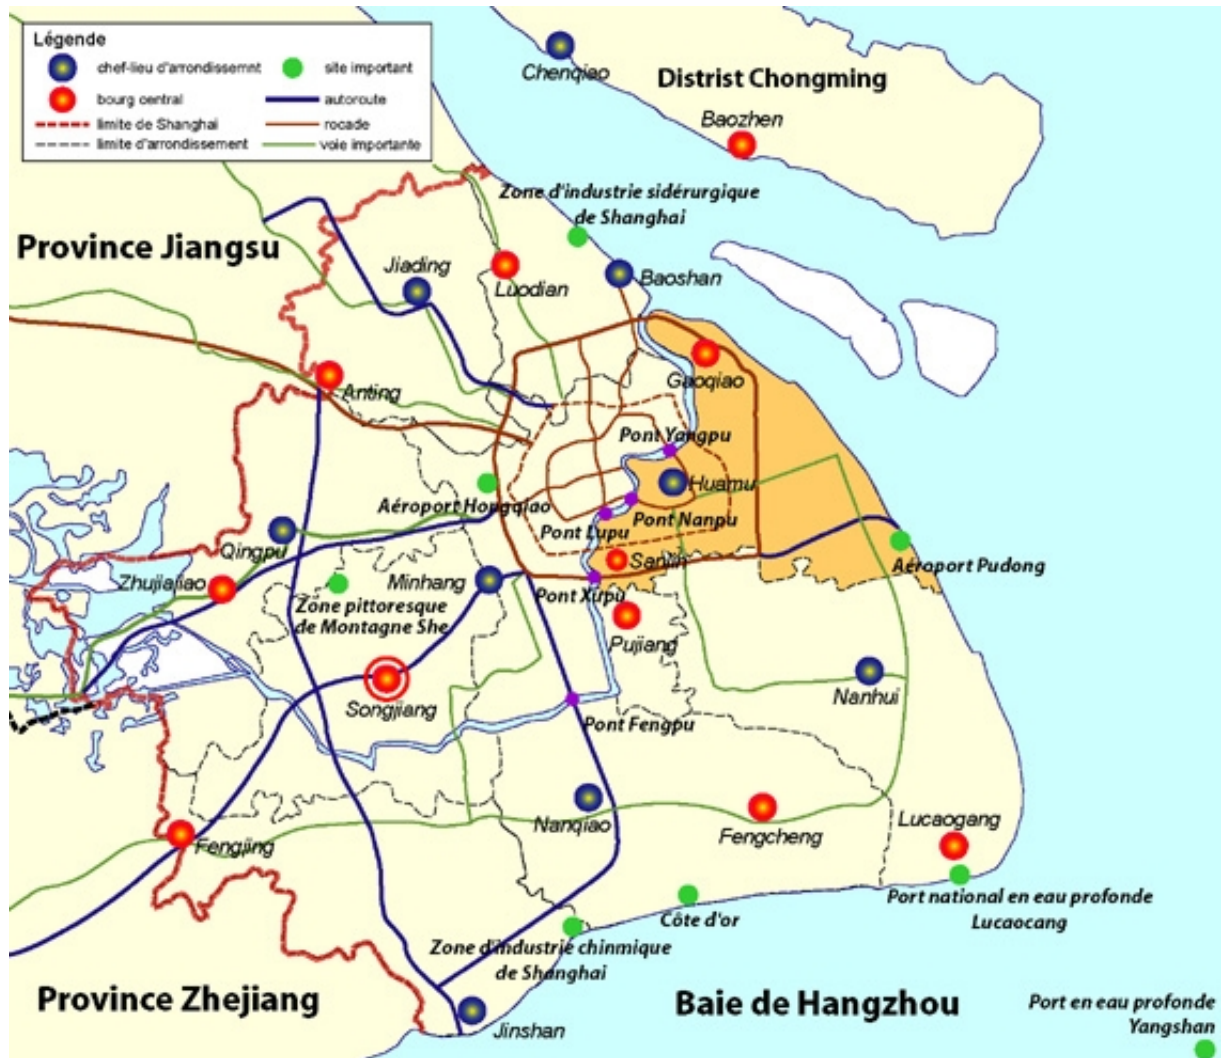 Légende
chef-lieu d'arrondissemnt
site important
bourg central
autoroute
limite de Shanghai
rocade
limite d'arrondissement
voie importante
Chenqiao
Distrist Chongming
Baozhen
Zone d'industrie sidérurgique
de Shanghai
Province Jiangsu
Jiading
Luodian
Baoshan
Anting
Gaoqiao
Pont Yangpu
Huamu
Aéroport Hongqiao
Pont Nanpu
Pont Lupu
Qingpu
Sanlin
Aéroport Pudong
Zhujiajiao
Minhang
Pont Xupu
Zone pittoresque
de Montagne She
Pujiang
Songjiang
Nanhui
Pont Fengpu
Nanqiao
Fengcheng
Lucaogang
Fengjing
Port national en eau profonde
Lucaocang
Côte d'or
Zone d'industrie chinmique
de Shanghai
Province Zhejiang
Baie de Hangzhou
Port en eau profonde
Yangshan
Jinshan